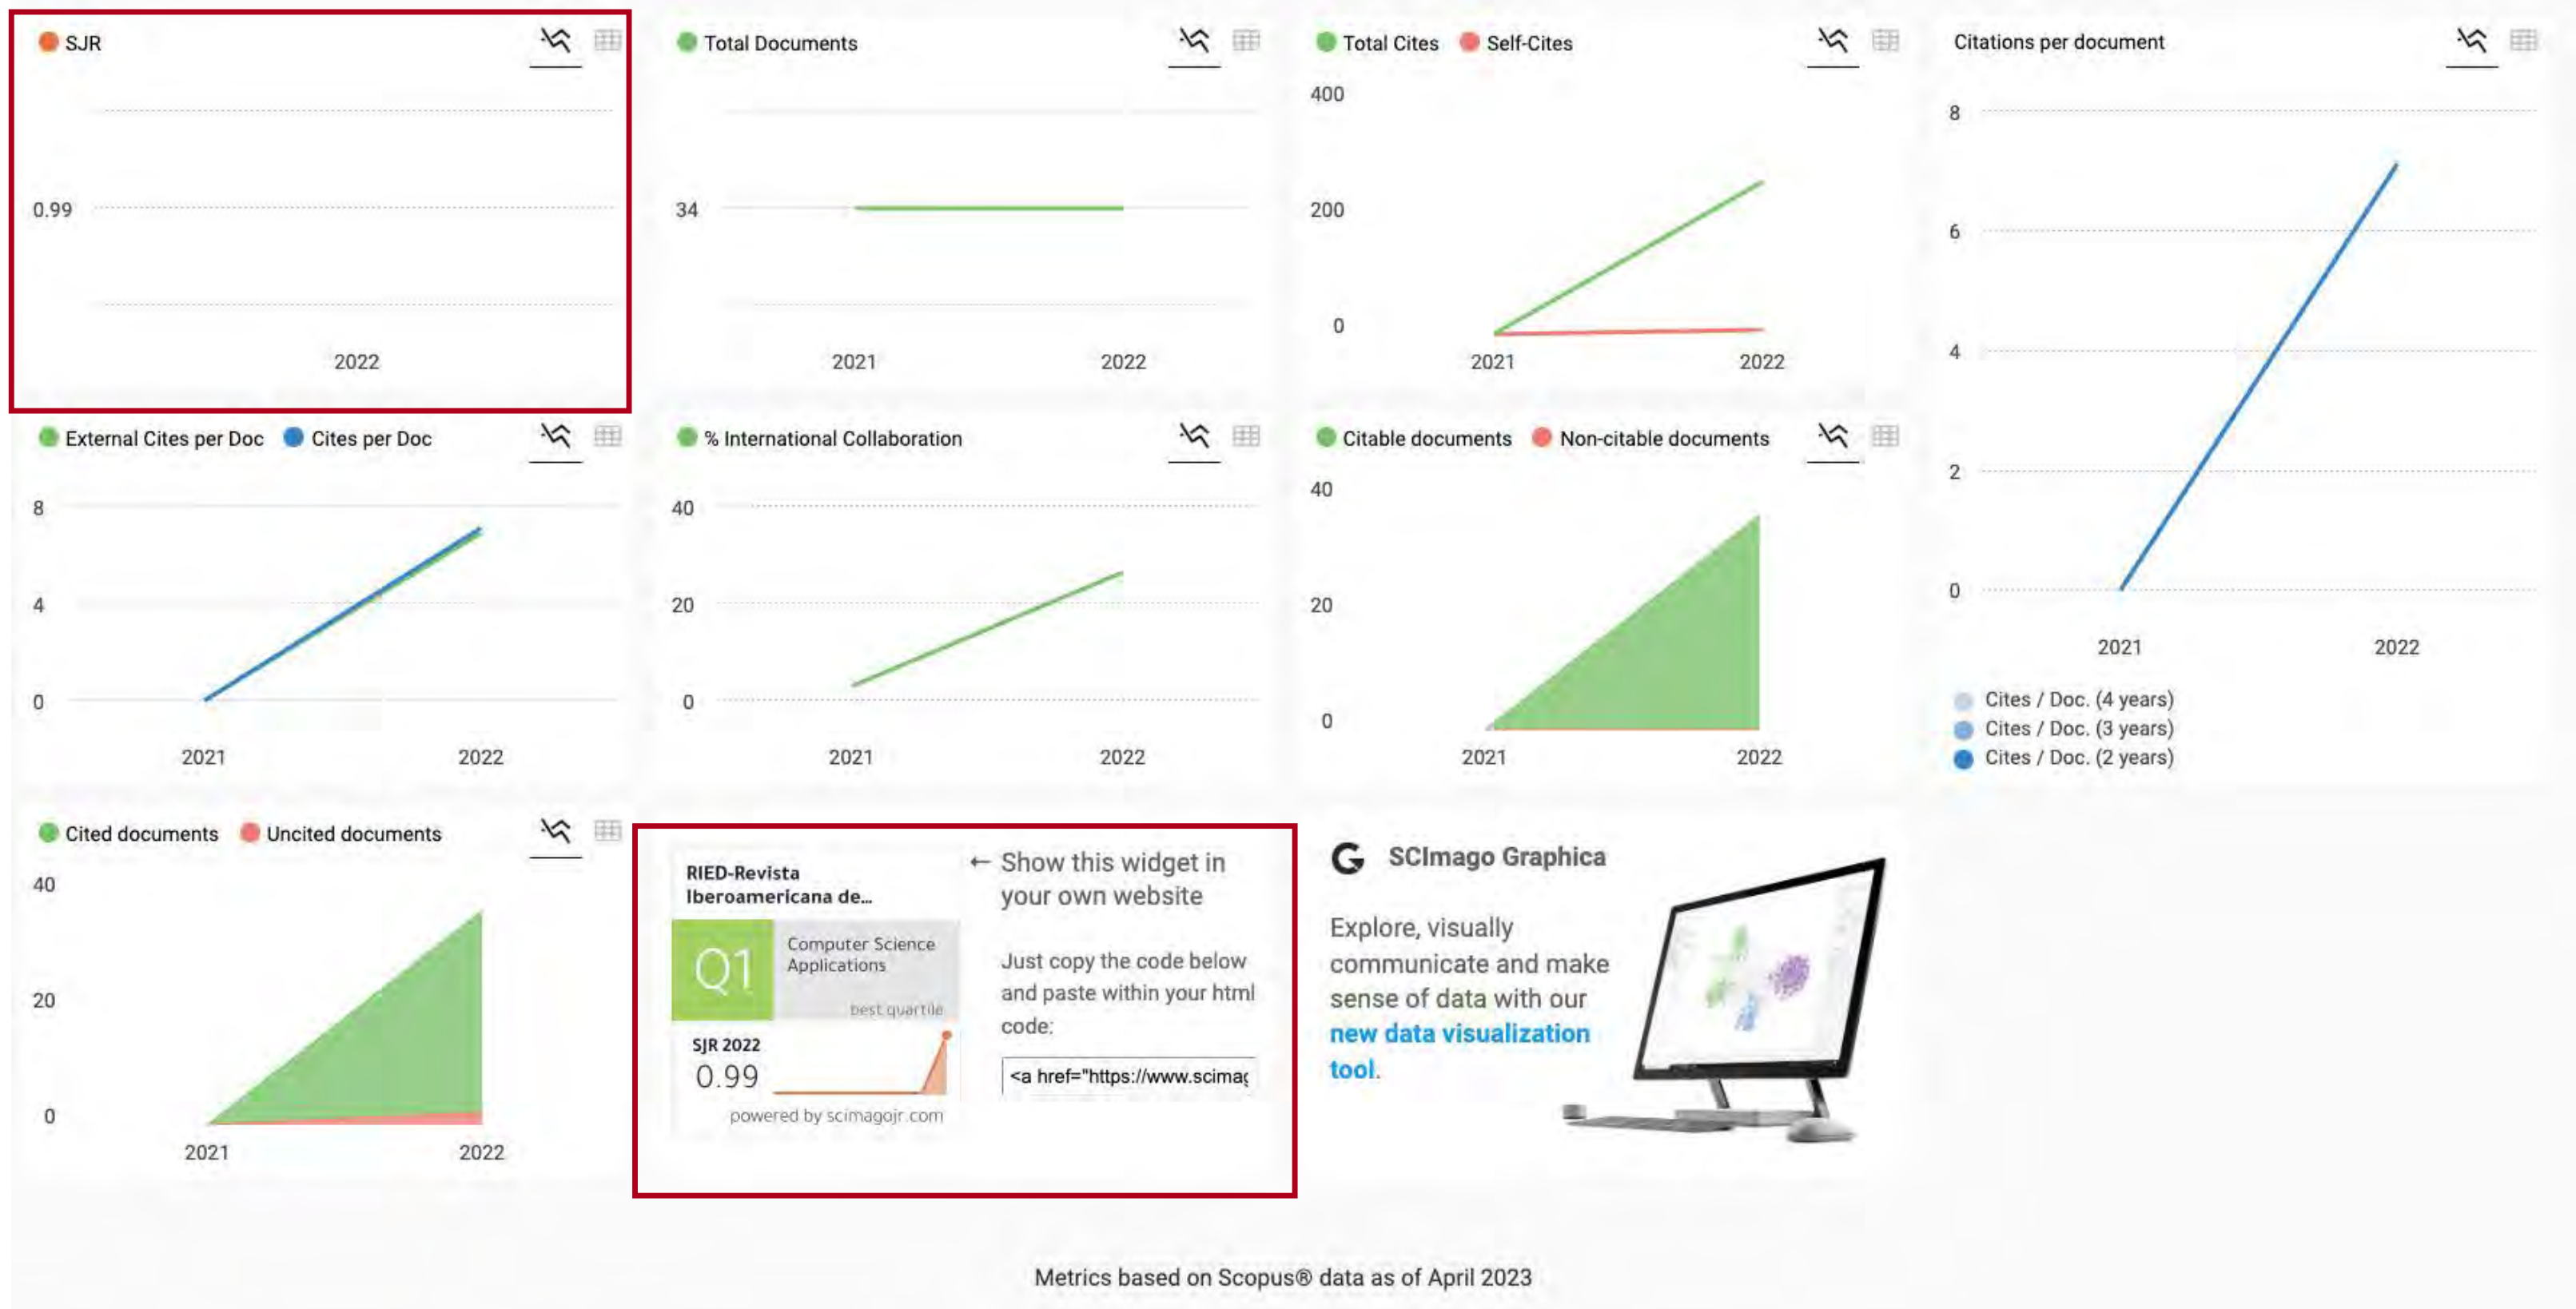 SJR
0.99
2022
Total Documents
34
2021 2022
Total Cites Self-Cites
400
200
0
2021 2022
Citations per document
8
6
4
2
0
2021 2022
Cites / Doc. (4 years)
Cites / Doc. (3 years)
Cites / Doc. (2 years)
External Cites per Doc Cites per Doc
8
4
0
2021 2022
% International Collaboration
40
20
0
2021 2022
Citable documents Non-citable documents
40
20
0
2021 2022
Cited documents Uncited documents
40
20
0
2021 2022
RIED-Revista
Iberoamericana de...
Q1
Computer Science
Applications
best quartile
SJR 2022
0.99
powered by scimagojr.com
← Show this widget in
your own website
Just copy the code below
and paste within your html
code:
<a href="https://www.scimag
SCImago Graphica
Explore, visually
communicate and make
sense of data with our
new data visualization
tool.
Metrics based on Scopus® data as of April 2023